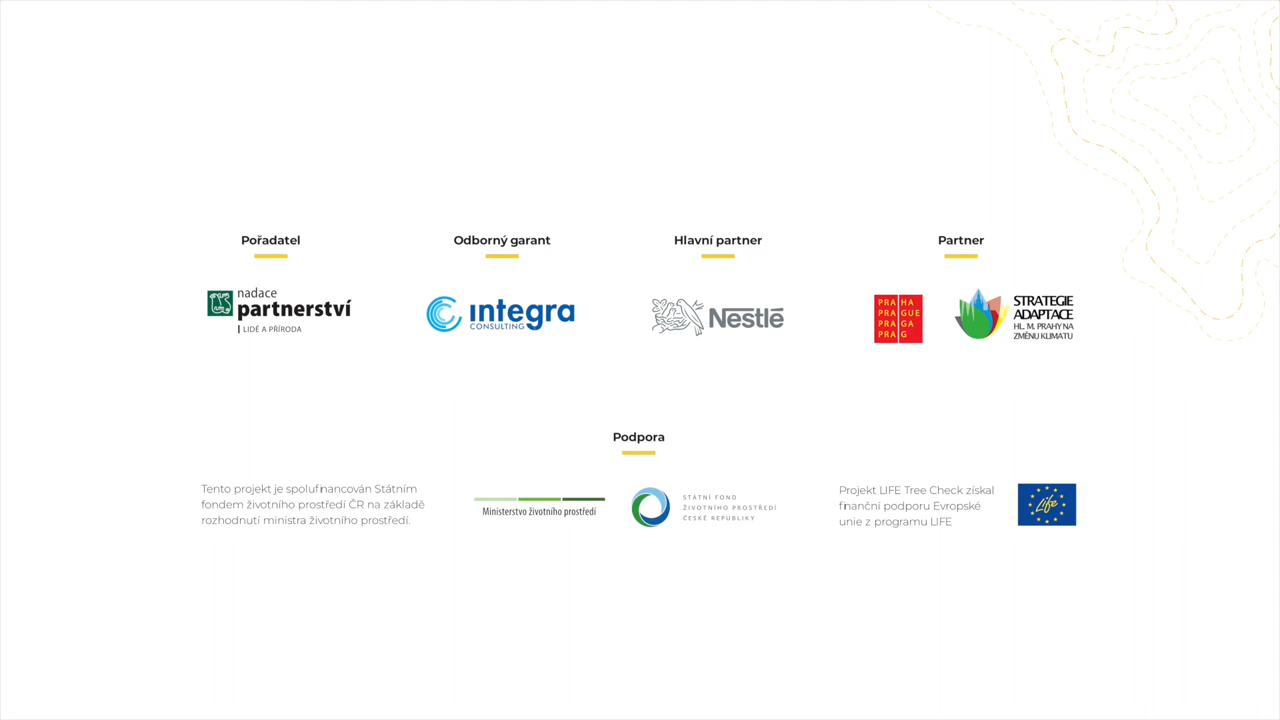 Pořadatel
nadace
partnerství
LIDÉ A PŘÍRODA
Odborný garant
integra
CONSULTING
Hlavní partner
Nestlé
Partner
PRA HA
PRA GUE
PRA GA
PRA G
STRATEGIE
ADAPTACE
HL. M. PRAHY NA
ZMĚNU KLIMATU
Podpora
Tento projekt je spolufinancován Státním
fondem životního prostředí ČR na základě
rozhodnutí ministra životního prostředí.
Ministerstvo životního prostředí
STÁTNÍ FOND
ŽIVOTNÍHO PROSTŘEDÍ
ČESKÉ REPUBLIKY
Projekt LIFE Tree Check získal
finanční podporu Evropské
unie z programu LIFE
Life